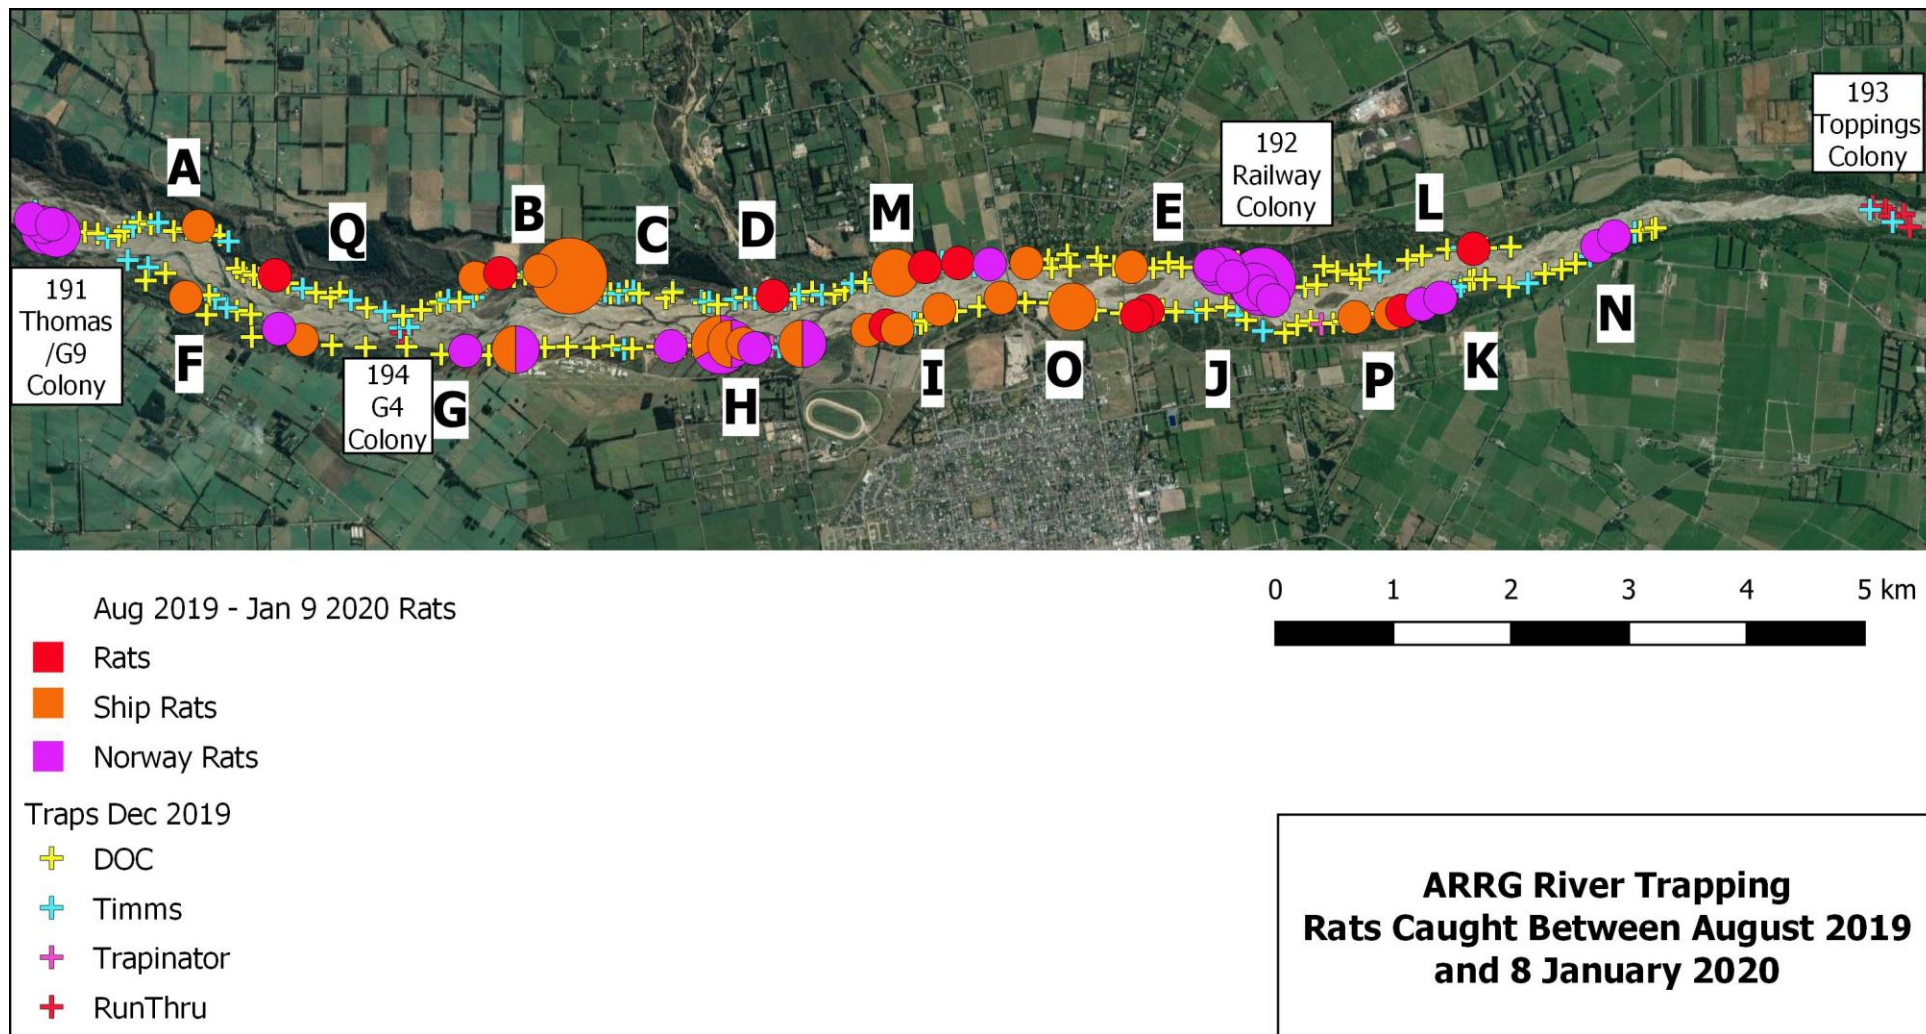 193
Toppings
Colony
192
Railway
Colony
A
Q
B
C
D
M
E
L
191
Thomas
/G9
Colony
F
194
G4
Colony
G
H
I
O
J
P
K
N
Aug 2019 - Jan 9 2020 Rats
Rats
Ship Rats
Norway Rats
Traps Dec 2019
DOC
Timms
Trapinator
RunThru
0 1 2 3 4 5 km
ARRG River Trapping
Rats Caught Between August 2019
and 8 January 2020